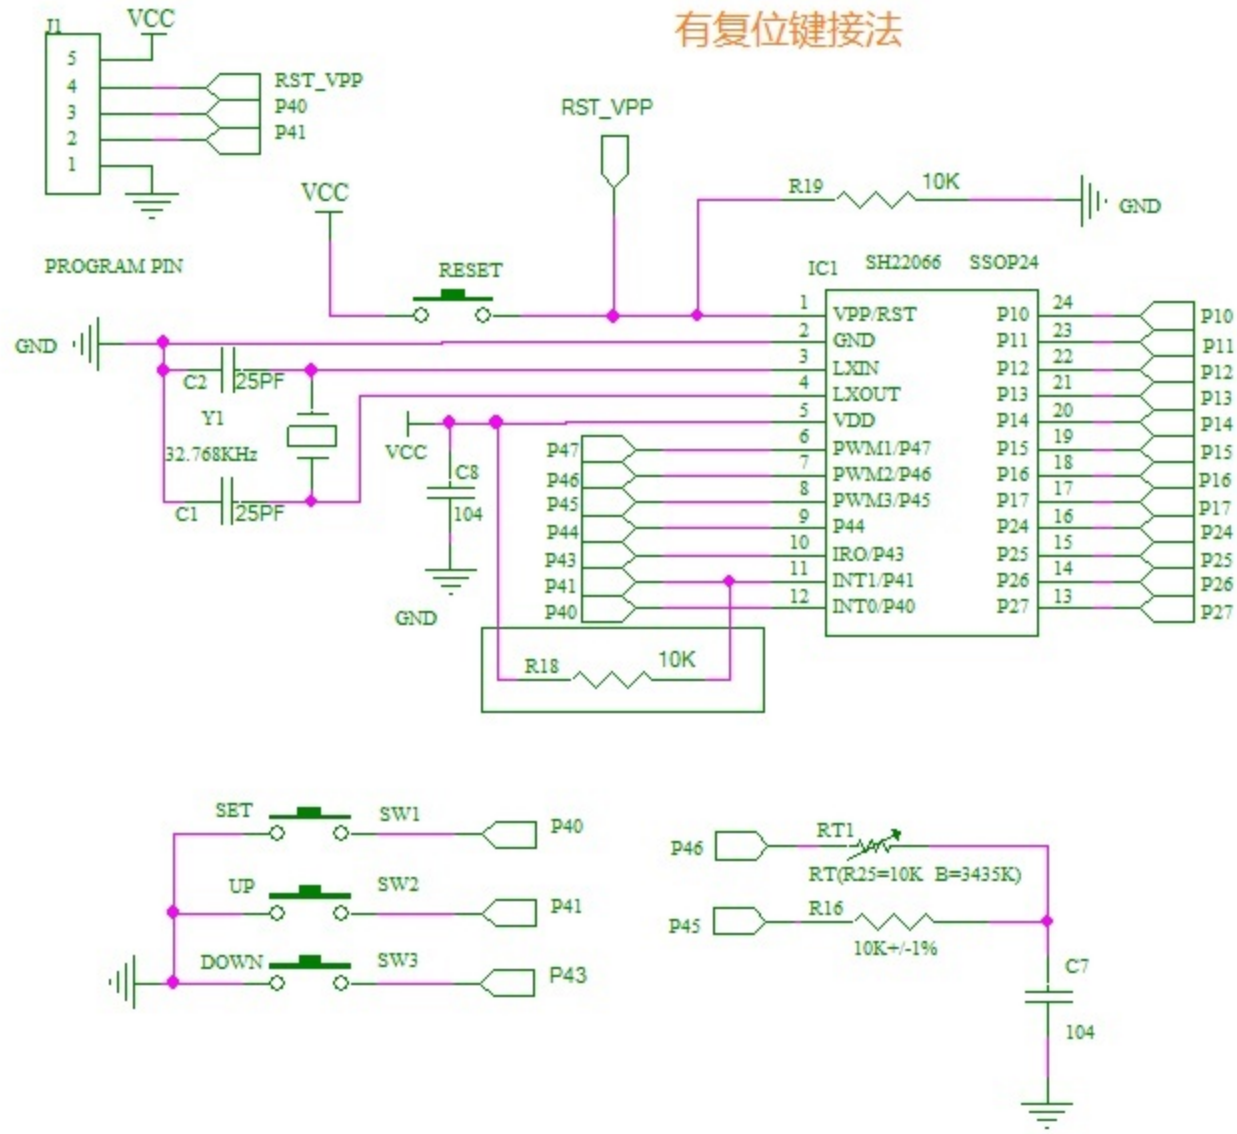 有复位键接法
J1
VCC
5
4 RST_VPP
3 P40
2 P41
1
PROGRAM PIN
RST_VPP
VCC
RESET
R19 10K
GND
IC1 SH22066 SSOP24
GND
C2 25PF
Y1
32.768KHz
C1 25PF
VCC
C8
104
GND
1 VPP/RST P10 24 P10
2 GND P11 23 P11
3 LXIN P12 22 P12
4 LXOUT P13 21 P13
5 VDD P14 20 P14
P47 6 PWM1/P47 P15 19 P15
P46 7 PWM2/P46 P16 18 P16
P45 8 PWM3/P45 P17 17 P17
P44 9 P44 P24 16 P24
P43 10 IRO/P43 P25 15 P25
P41 11 INT1/P41 P26 14 P26
P40 12 INT0/P40 P27 13 P27
R18 10K
SET SW1 P40
UP SW2 P41
DOWN SW3 P43
P46 RT1
RT(R25=10K B=3435K)
P45 R16
10K+/-1%
C7
104